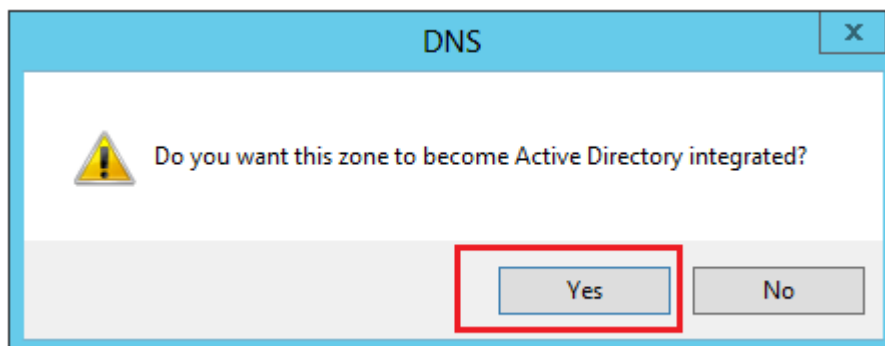 DNS
x
Do you want this zone to become Active Directory integrated?
Yes
No